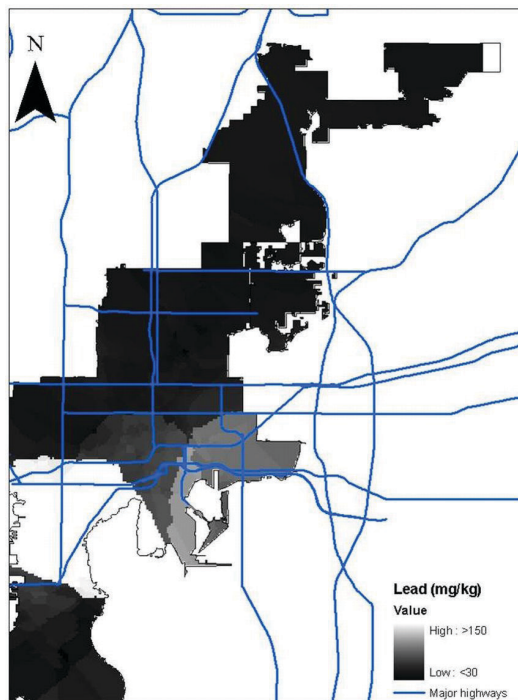 N
Lead (mg/kg)
Value
High : >150
Low : <30
Major highways